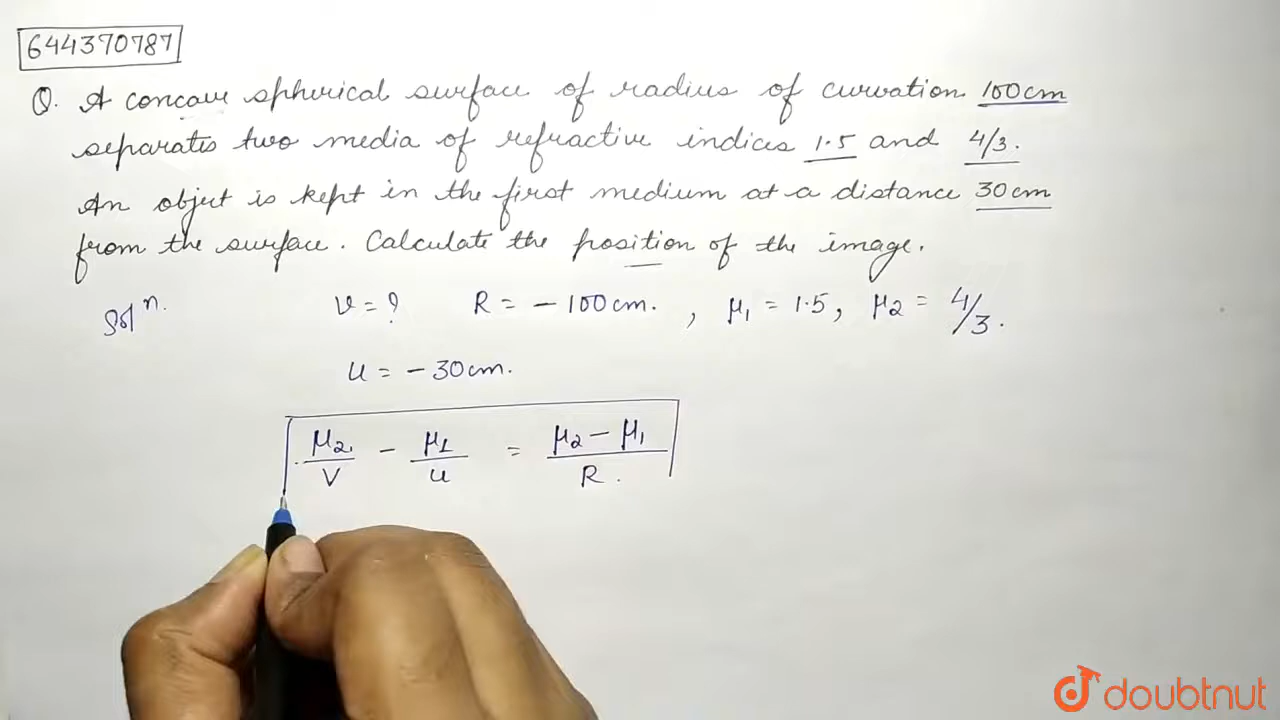 644370787
Q. A concave spherical surface of radius of curvation 100cm
separates two media of refractive indices 1.5 and 4/3.
An object is kept in the first medium at a distance 30cm
from the surface. Calculate the position of the image.
Solⁿ. v = ? R = - 100cm. , μ₁ = 1.5, μ₂ = 4/3.
u = - 30cm.
μ₂/v - μ₁/u = μ₂ - μ₁/R.
doubtnut